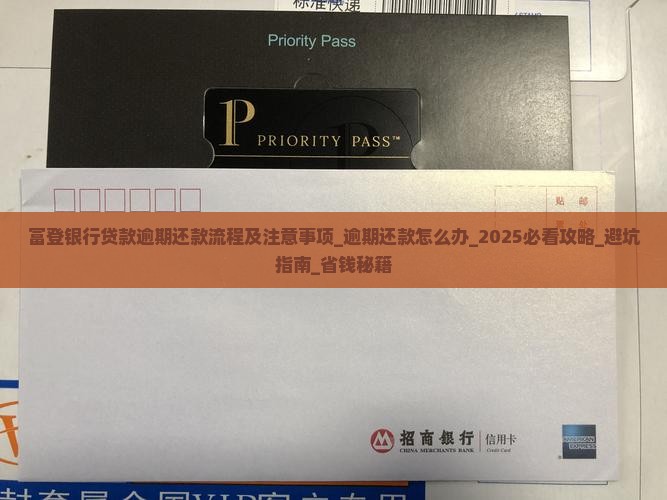 标准快递
Priority Pass
PRIORITY PASS™
贴 邮
富登银行贷款逾期还款流程及注意事项_逾期还款怎么办_2025必看攻略_避坑
指南_省钱秘籍
招商银行 信用卡
CHINA MERCHANTS BANK Credit Card
AMERICAN
EXPRESS